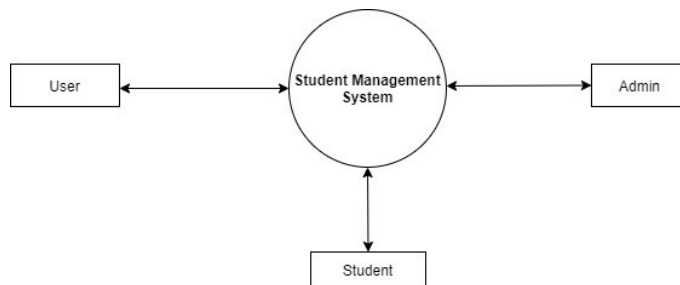 User
Student Management
System
Admin
Student